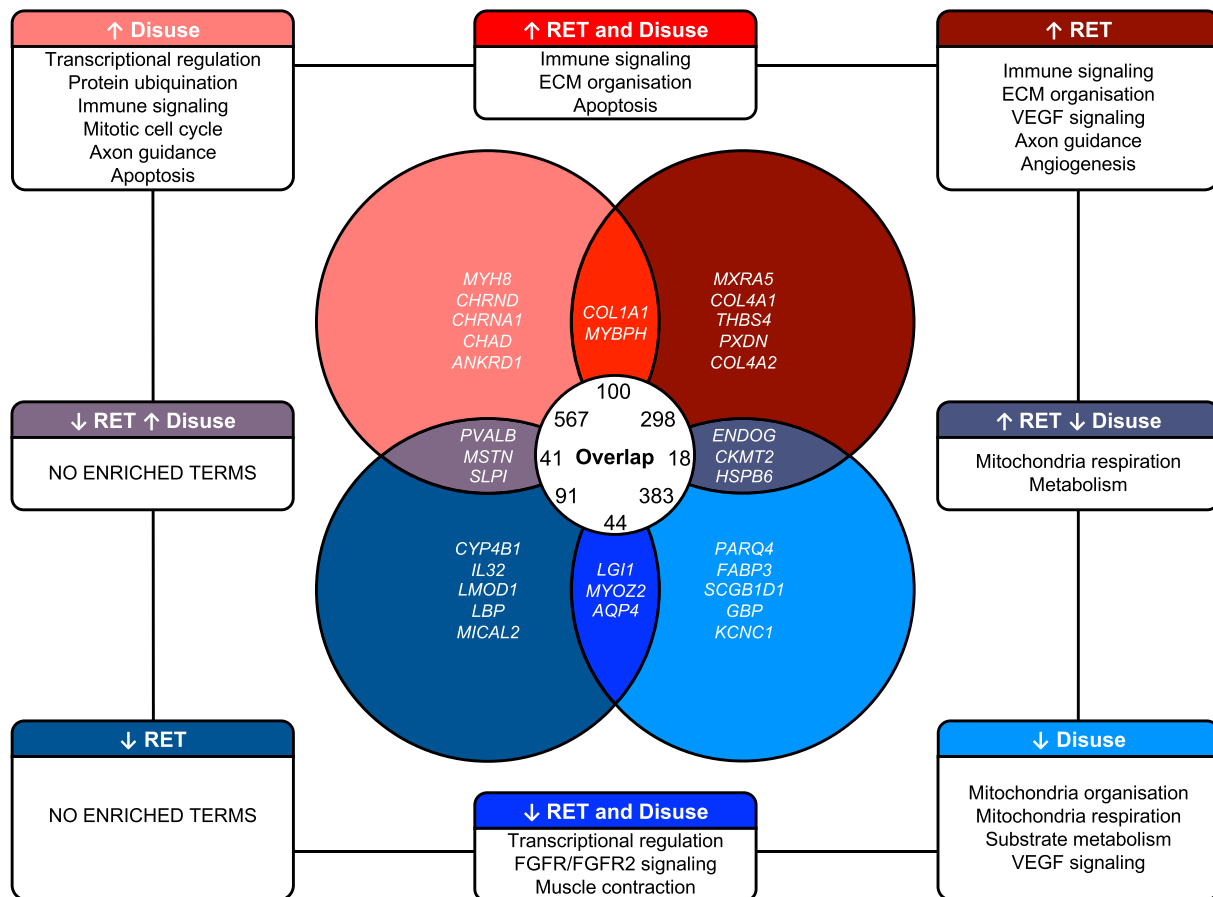 ↑ Disuse
Transcriptional regulation
Protein ubiquination
Immune signaling
Mitotic cell cycle
Axon guidance
Apoptosis
↑ RET and Disuse
Immune signaling
ECM organisation
Apoptosis
↑ RET
Immune signaling
ECM organisation
VEGF signaling
Axon guidance
Angiogenesis
MYH8
CHRND
CHRNA1
CHAD
ANKRD1
COL1A1
MYBPH
MXRA5
COL4A1
THBS4
PXDN
COL4A2
↓ RET ↑ Disuse
NO ENRICHED TERMS
PVALB
MSTN
SLPI
100
567
298
41
Overlap
18
91
383
44
ENDOG
CKMT2
HSPB6
↑ RET ↓ Disuse
Mitochondria respiration
Metabolism
CYP4B1
IL32
LMOD1
LBP
MICAL2
LGI1
MYOZ2
AQP4
PARQ4
FABP3
SCGB1D1
GBP
KCNC1
↓ RET
NO ENRICHED TERMS
↓ RET and Disuse
Transcriptional regulation
FGFR/FGFR2 signaling
Muscle contraction
↓ Disuse
Mitochondria organisation
Mitochondria respiration
Substrate metabolism
VEGF signaling